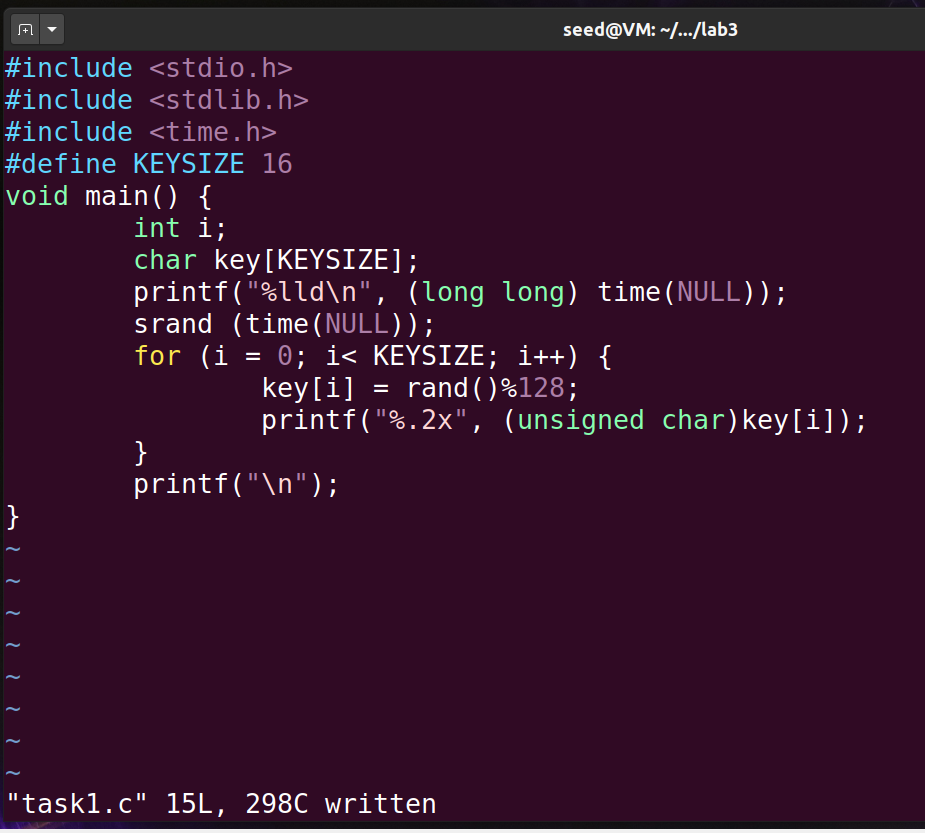 seed@VM: ~/.../lab3
#include <stdio.h>
#include <stdlib.h>
#include <time.h>
#define KEYSIZE 16
void main() {
        int i;
        char key[KEYSIZE];
        printf("%lld\n", (long long) time(NULL));
        srand (time(NULL));
        for (i = 0; i< KEYSIZE; i++) {
                key[i] = rand()%128;
                printf("%.2x", (unsigned char)key[i]);
        }
        printf("\n");
}
~
~
~
~
~
~
~
~
"task1.c" 15L, 298C written